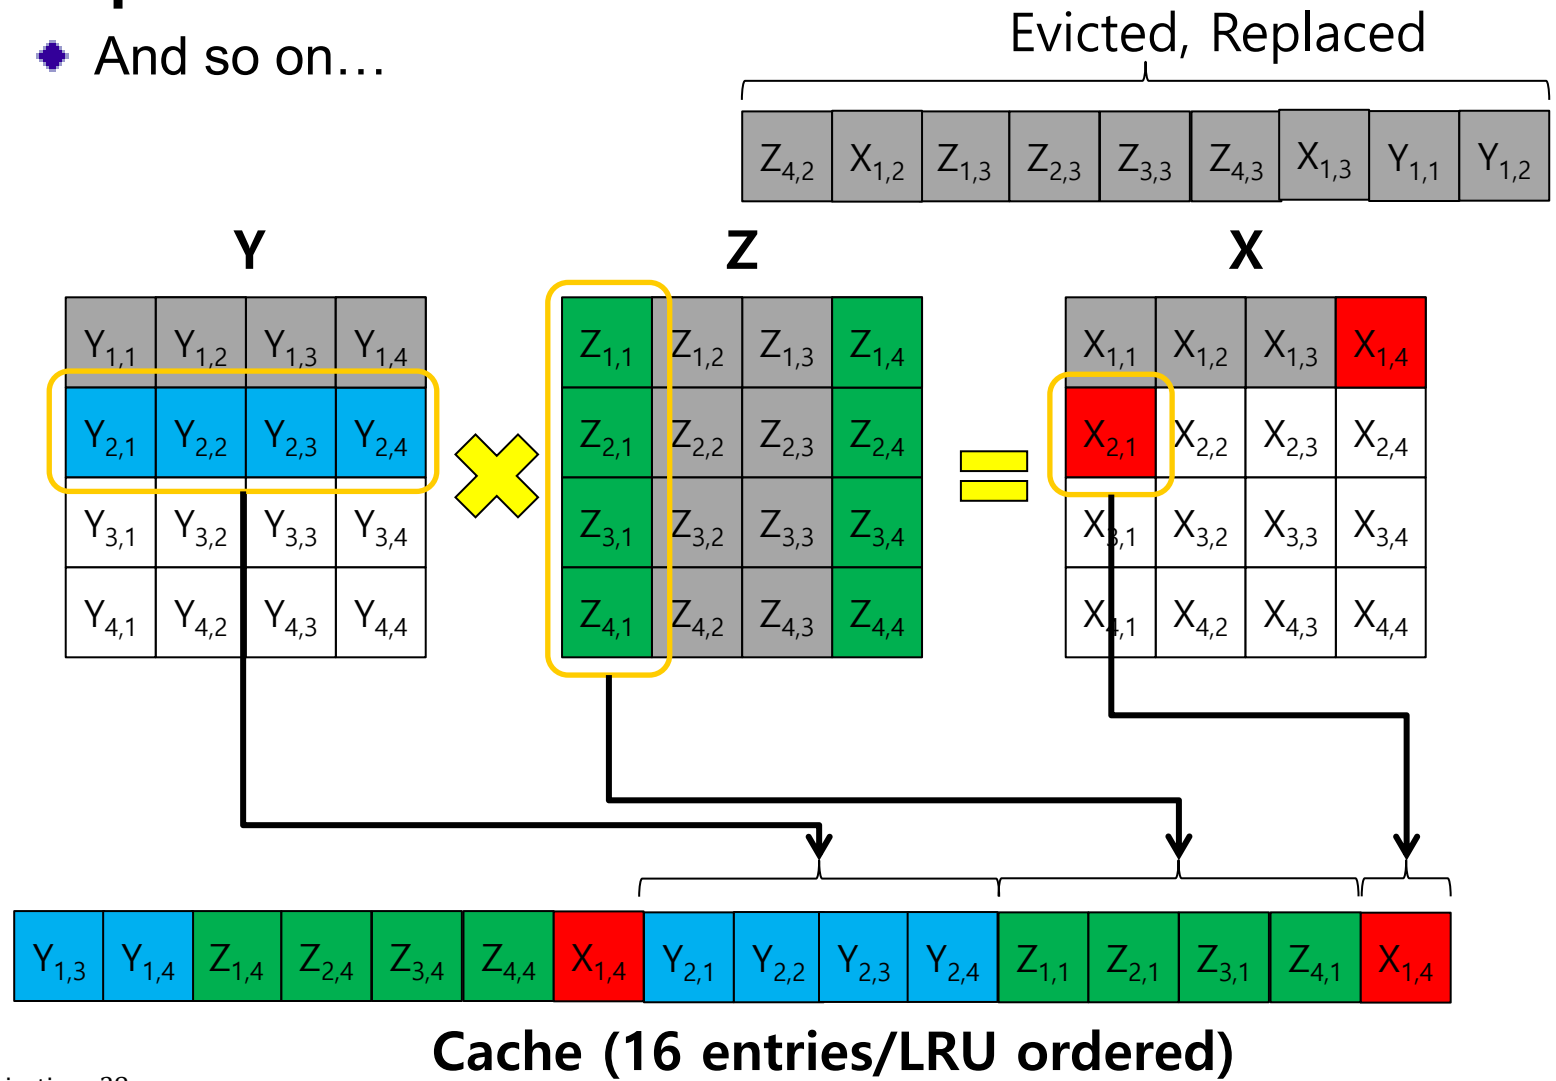 And so on…
Evicted, Replaced
Z4,2 X1,2 Z1,3 Z2,3 Z3,3 Z4,3 X1,3 Y1,1 Y1,2
Y Z X
Y1,1 Y1,2 Y1,3 Y1,4 Z1,1 Z1,2 Z1,3 Z1,4 X1,1 X1,2 X1,3 X1,4
Y2,1 Y2,2 Y2,3 Y2,4 Z2,1 Z2,2 Z2,3 Z2,4 X2,1 X2,2 X2,3 X2,4
Y3,1 Y3,2 Y3,3 Y3,4 Z3,1 Z3,2 Z3,3 Z3,4 X3,1 X3,2 X3,3 X3,4
Y4,1 Y4,2 Y4,3 Y4,4 Z4,1 Z4,2 Z4,3 Z4,4 X4,1 X4,2 X4,3 X4,4
Y1,3 Y1,4 Z1,4 Z2,4 Z3,4 Z4,4 X1,4 Y2,1 Y2,2 Y2,3 Y2,4 Z1,1 Z2,1 Z3,1 Z4,1 X1,4
Cache (16 entries/LRU ordered)